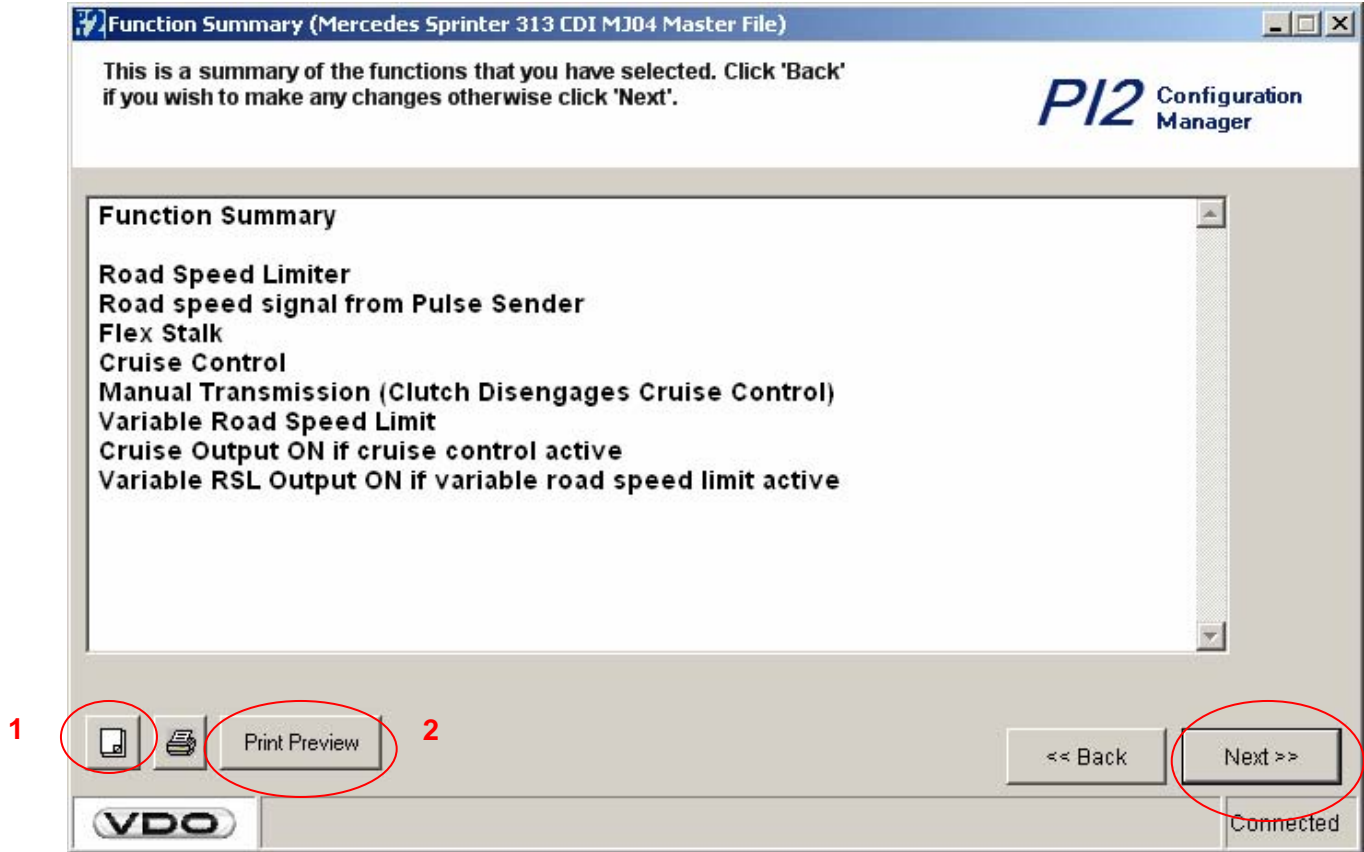 Function Summary (Mercedes Sprinter 313 CDI MJ04 Master File)
This is a summary of the functions that you have selected. Click 'Back'
if you wish to make any changes otherwise click 'Next'.
PI2 Configuration
Manager
Function Summary
Road Speed Limiter
Road speed signal from Pulse Sender
Flex Stalk
Cruise Control
Manual Transmission (Clutch Disengages Cruise Control)
Variable Road Speed Limit
Cruise Output ON if cruise control active
Variable RSL Output ON if variable road speed limit active
1
Print Preview
2
<< Back
Next >>
VDO
Connected